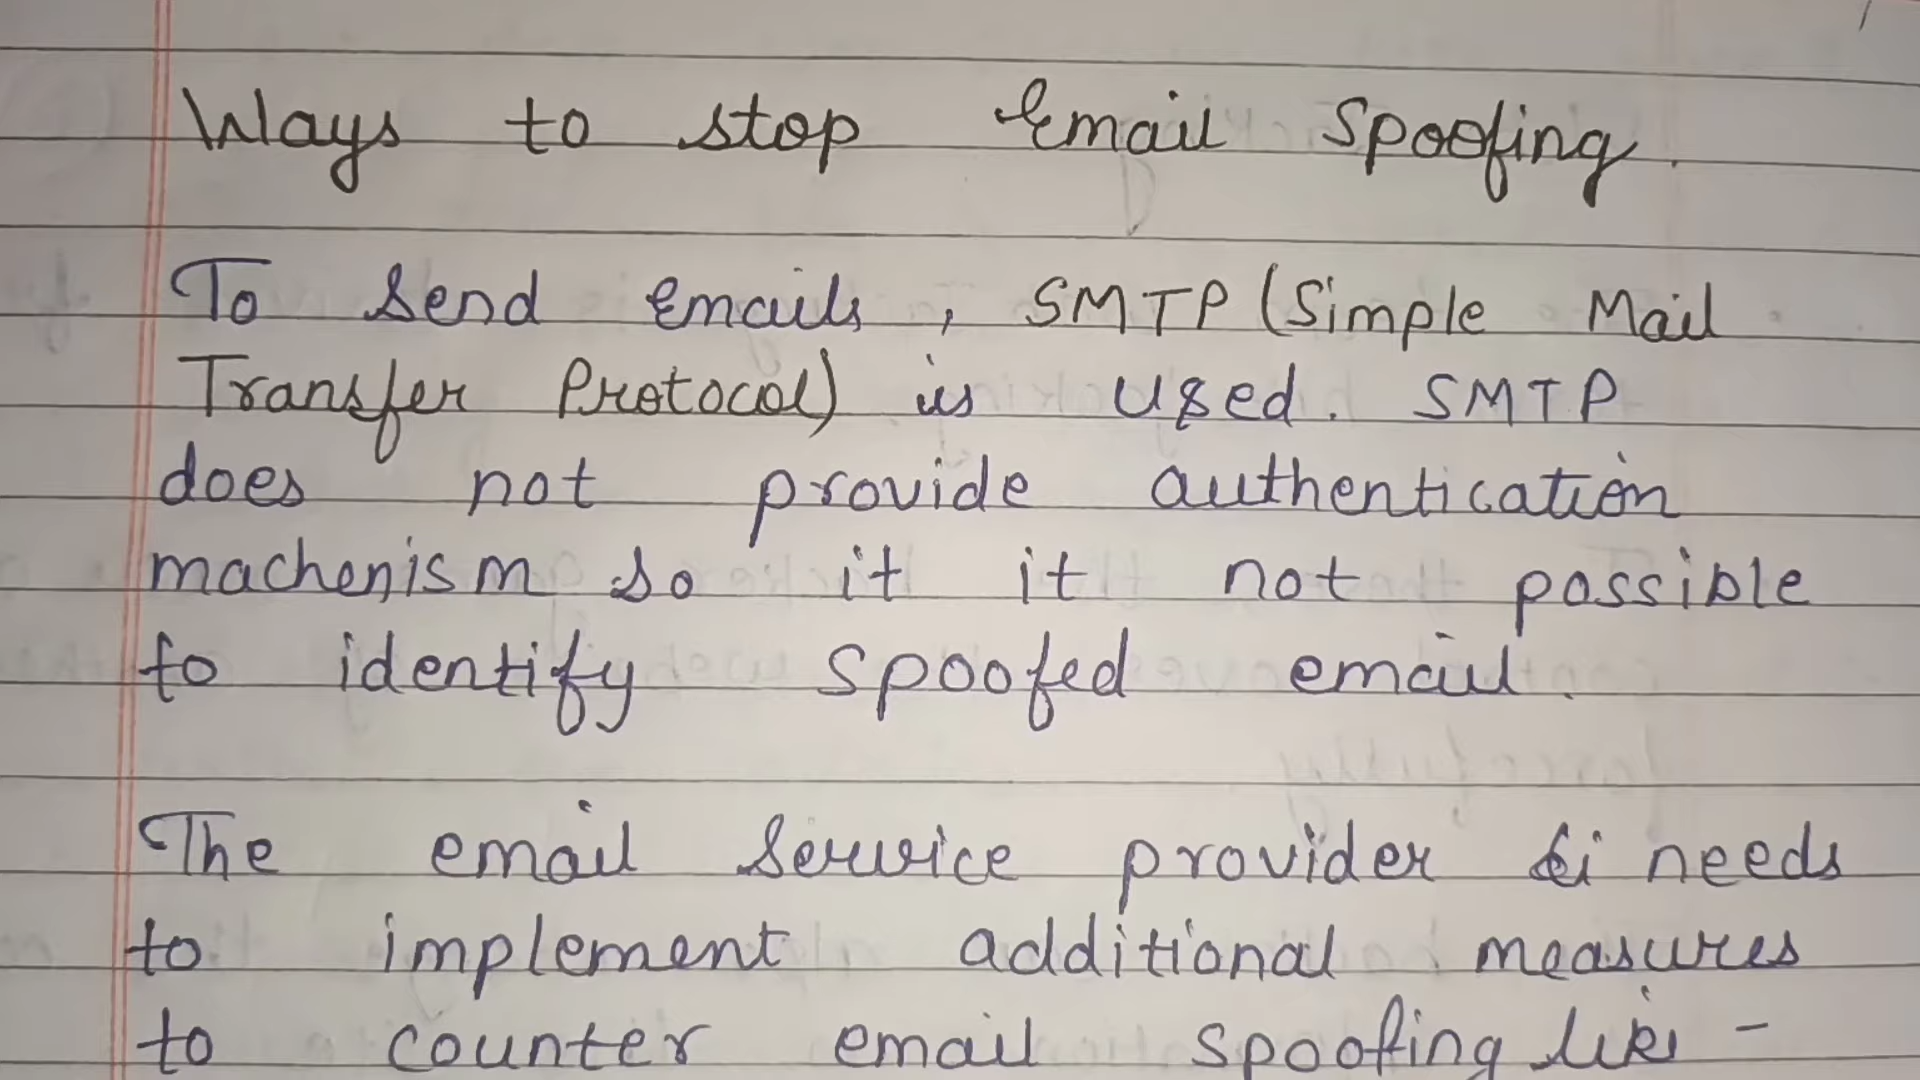 Ways to stop Email Spoofing.
To send emails, SMTP (Simple Mail
Transfer Protocol) is used. SMTP
does not provide authentication
machenism so it it not possible
to identify spoofed email.
The email service provider needs
to implement additional measures
to counter email spoofing like -